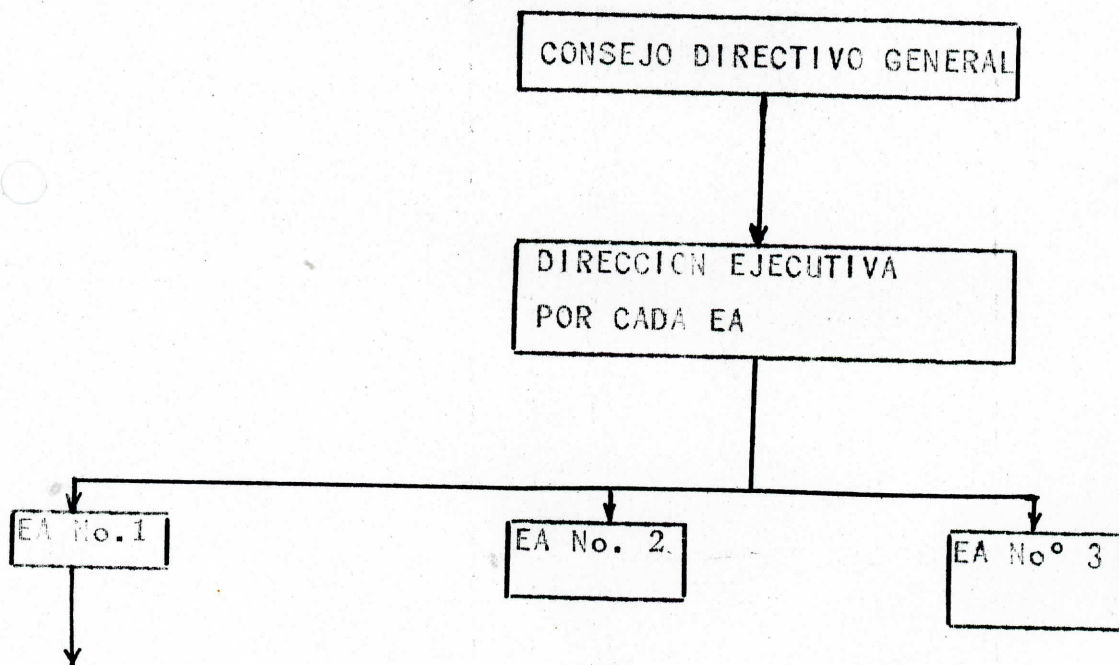 CONSEJO DIRECTIVO GENERAL
DIRECCION EJECUTIVA
POR CADA EA
EA No.1
EA No. 2
EA No° 3